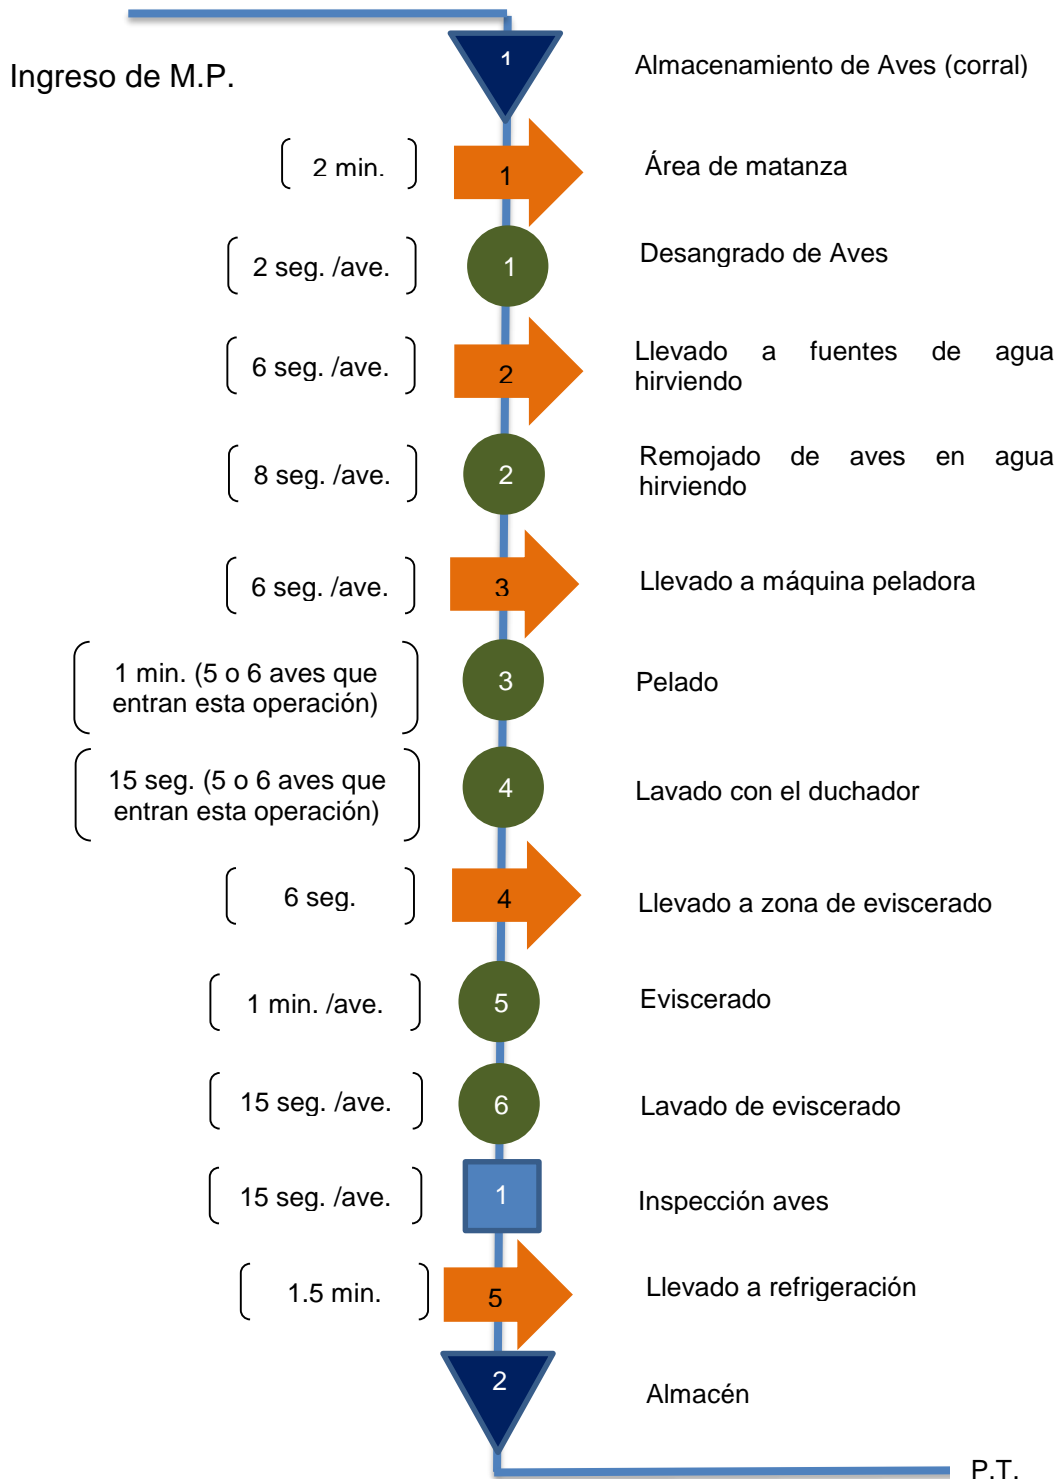 1
Almacenamiento de Aves (corral)
Ingreso de M.P.
2 min.
1
Área de matanza
2 seg. /ave.
1
Desangrado de Aves
6 seg. /ave.
2
Llevado a fuentes de agua
hirviendo
8 seg. /ave.
2
Remojado de aves en agua
hirviendo
6 seg. /ave.
3
Llevado a máquina peladora
1 min. (5 o 6 aves que
entran esta operación)
3
Pelado
15 seg. (5 o 6 aves que
entran esta operación)
4
Lavado con el duchador
6 seg.
4
Llevado a zona de eviscerado
1 min. /ave.
5
Eviscerado
15 seg. /ave.
6
Lavado de eviscerado
15 seg. /ave.
1
Inspección aves
1.5 min.
5
Llevado a refrigeración
2
Almacén
P.T.